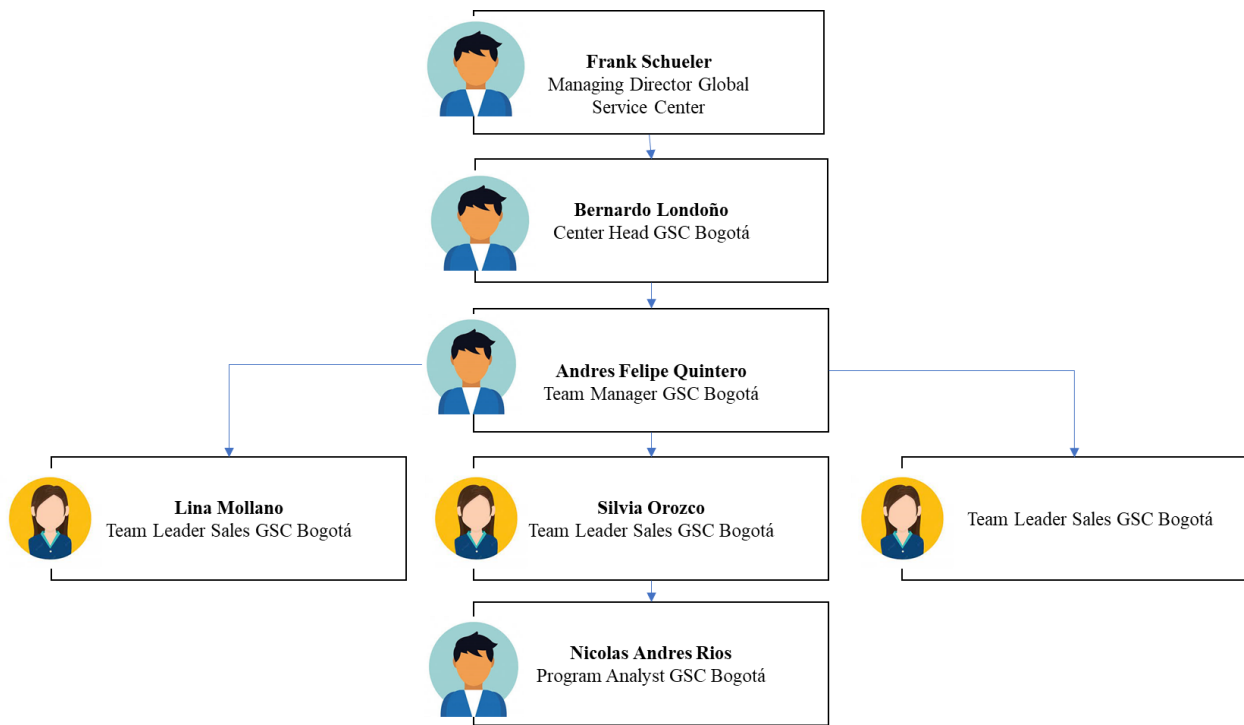 Frank Schueler
Managing Director Global
Service Center
Bernardo Londoño
Center Head GSC Bogotá
Andres Felipe Quintero
Team Manager GSC Bogotá
Lina Mollano
Team Leader Sales GSC Bogotá
Silvia Orozco
Team Leader Sales GSC Bogotá
Team Leader Sales GSC Bogotá
Nicolas Andres Rios
Program Analyst GSC Bogotá